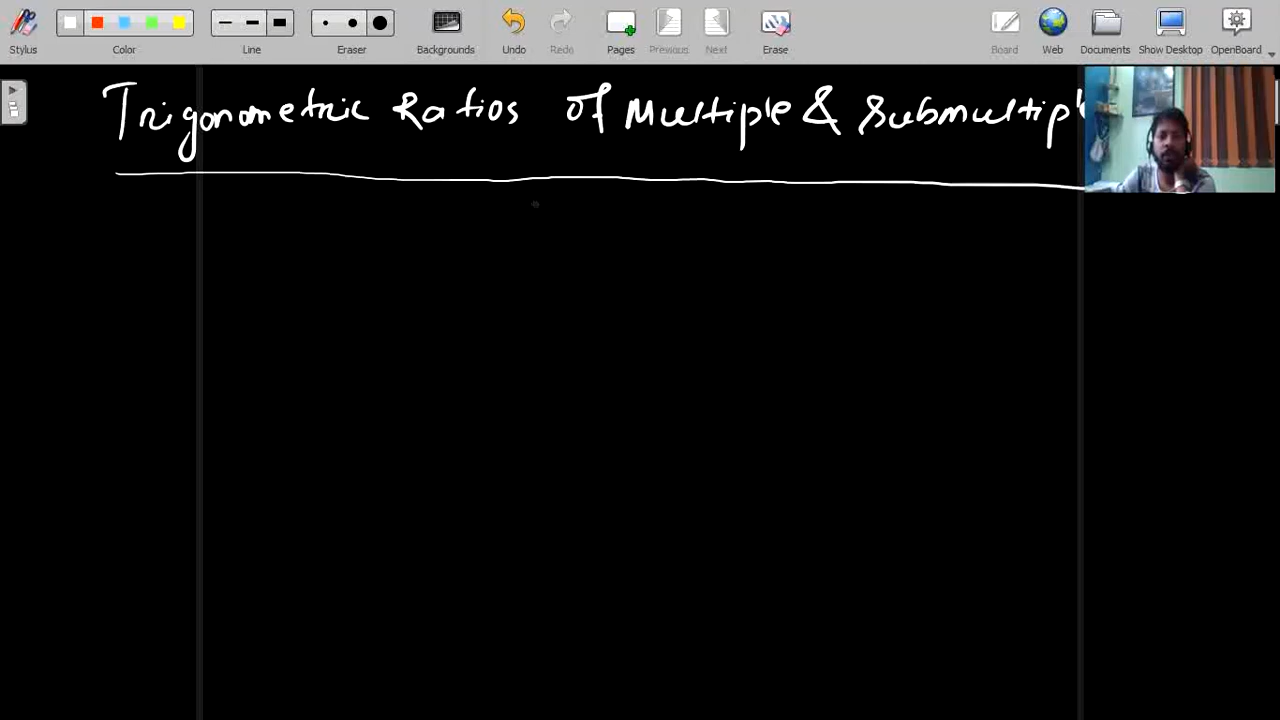 Stylus
Color
Line
Eraser
Backgrounds
Undo
Redo
Pages
Previous
Next
Erase
Board
Web
Documents
Show Desktop
OpenBoard
Trigonometric Ratios of Multiple & Submultipl